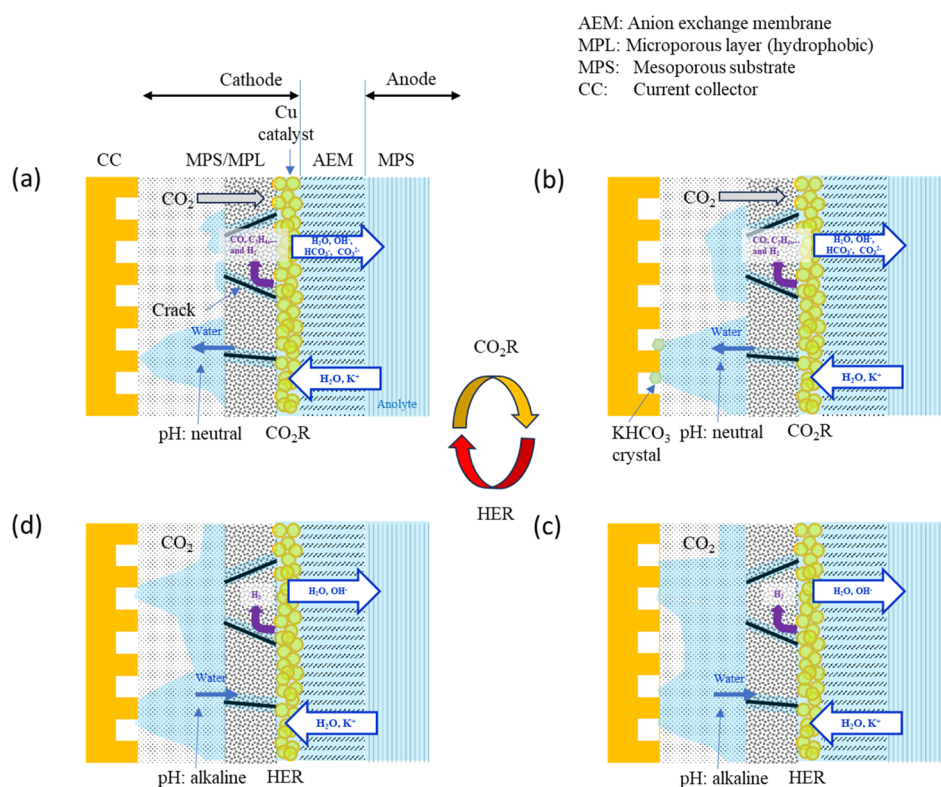 AEM: Anion exchange membrane
MPL: Microporous layer (hydrophobic)
MPS: Mesoporous substrate
CC: Current collector
Cathode
Anode
Cu
catalyst
CC
MPS/MPL
AEM
MPS
(a)
CO₂
CO, C₂H₄,...
and H₂
H₂O, OH⁻,
HCO₃⁻, CO₃²⁻
Crack
Water
H₂O, K⁺
Anolyte
pH: neutral
CO₂R
(b)
CO₂
CO, C₂H₄,...
and H₂
H₂O, OH⁻,
HCO₃⁻, CO₃²⁻
Water
H₂O, K⁺
KHCO₃
crystal
pH: neutral
CO₂R
CO₂R
HER
(d)
CO₂
H₂O, OH⁻
H₂
Water
H₂O, K⁺
pH: alkaline
HER
(c)
CO₂
H₂O, OH⁻
H₂
Water
H₂O, K⁺
pH: alkaline
HER